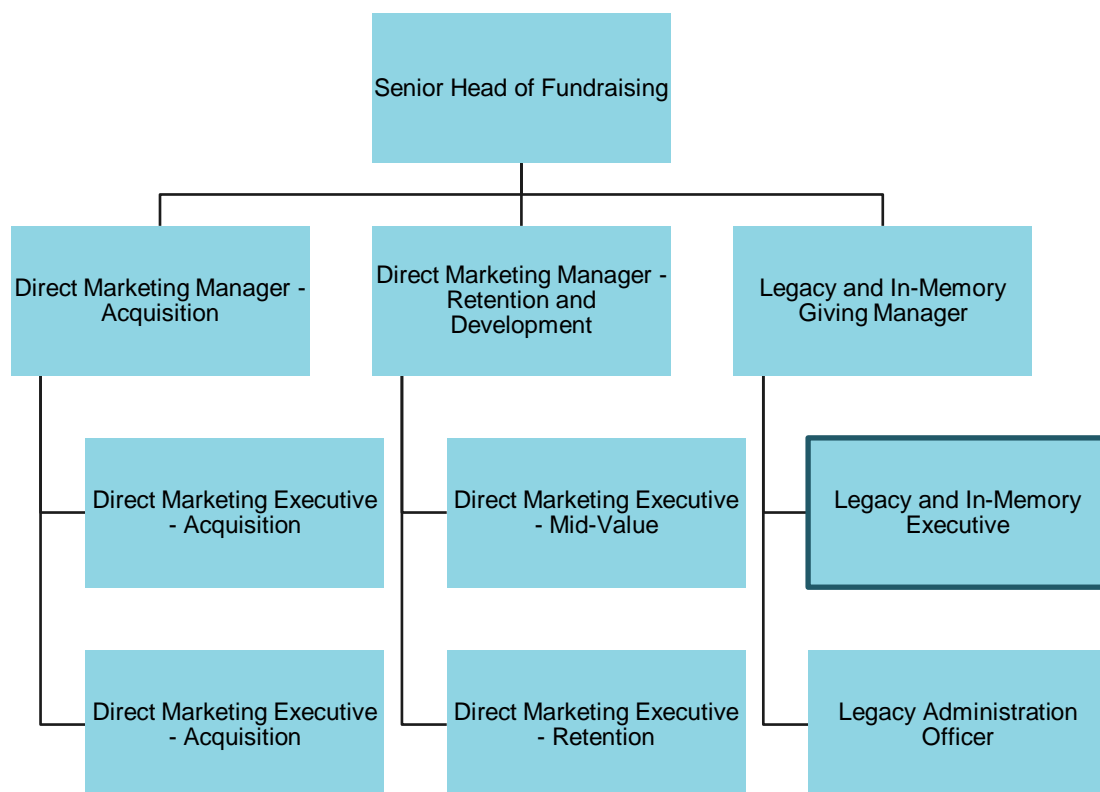 Senior Head of Fundraising
Direct Marketing Manager -
Acquisition
Direct Marketing Manager -
Retention and
Development
Legacy and In-Memory
Giving Manager
Direct Marketing Executive
- Acquisition
Direct Marketing Executive
- Mid-Value
Legacy and In-Memory
Executive
Direct Marketing Executive
- Acquisition
Direct Marketing Executive
- Retention
Legacy Administration
Officer